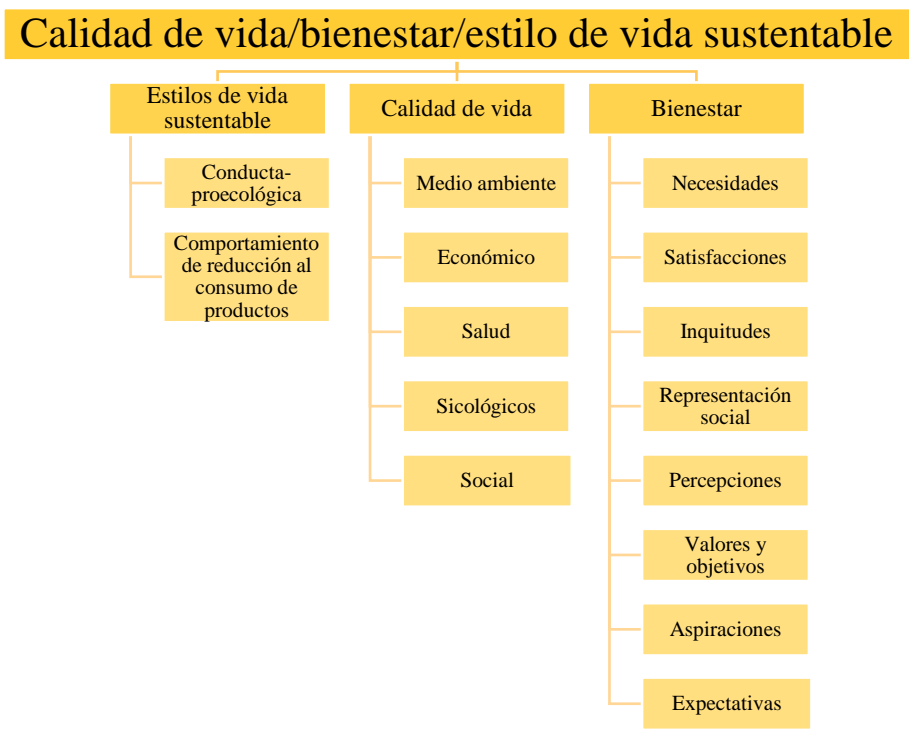 Calidad de vida/bienestar/estilo de vida sustentable
Estilos de vida
sustentable
Conducta-
proecológica
Comportamiento
de reducción al
consumo de
productos
Calidad de vida
Medio ambiente
Económico
Salud
Sicológicos
Social
Bienestar
Necesidades
Satisfacciones
Inquitudes
Representación
social
Percepciones
Valores y
objetivos
Aspiraciones
Expectativas